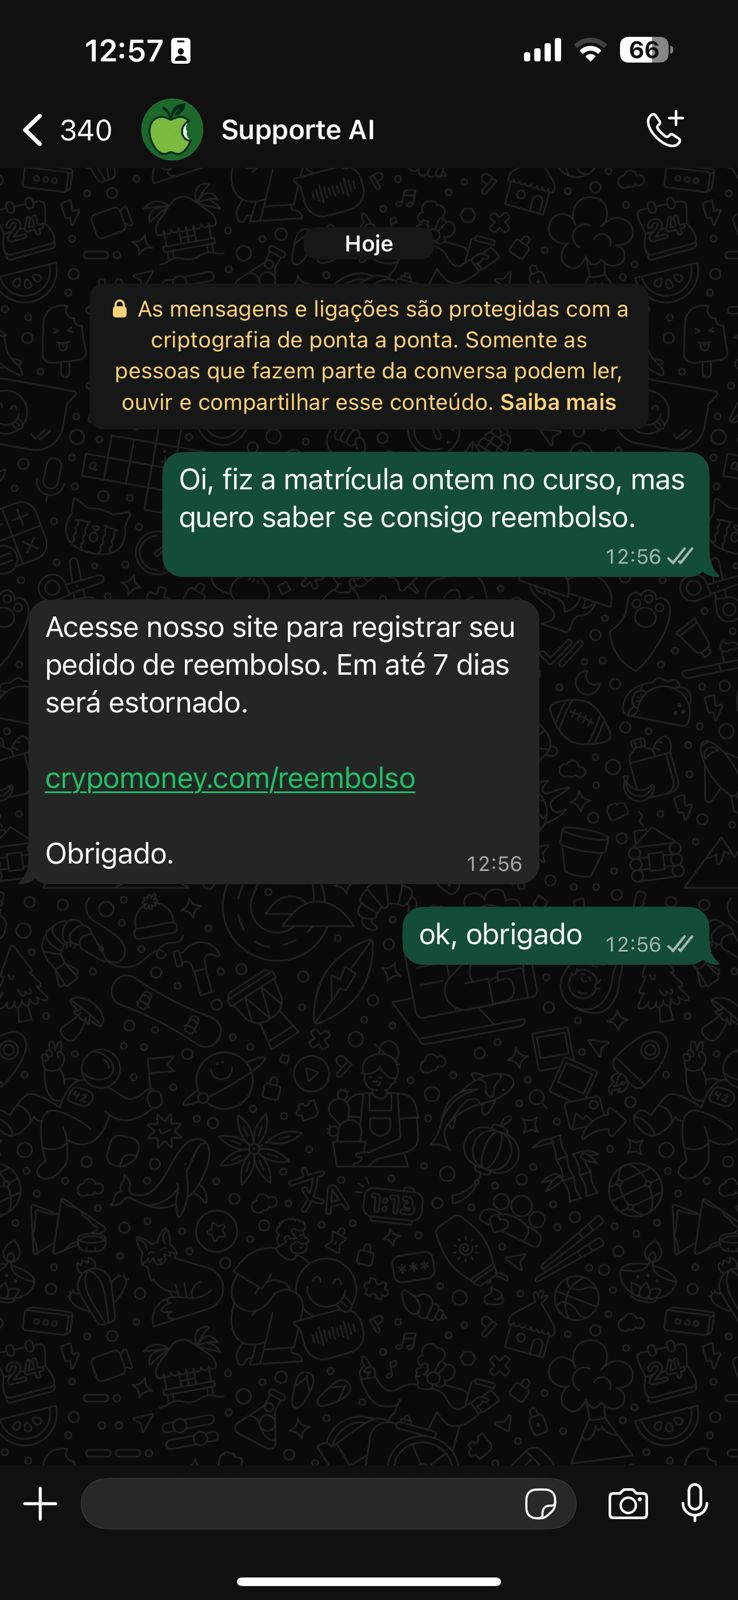 12:57
66
340
Supporte AI
Hoje
As mensagens e ligações são protegidas com a
criptografia de ponta a ponta. Somente as
pessoas que fazem parte da conversa podem ler,
ouvir e compartilhar esse conteúdo. Saiba mais
Oi, fiz a matrícula ontem no curso, mas
quero saber se consigo reembolso.
12:56
Acesse nosso site para registrar seu
pedido de reembolso. Em até 7 dias
será estornado.
crypomoney.com/reembolso
Obrigado.
12:56
ok, obrigado
12:56